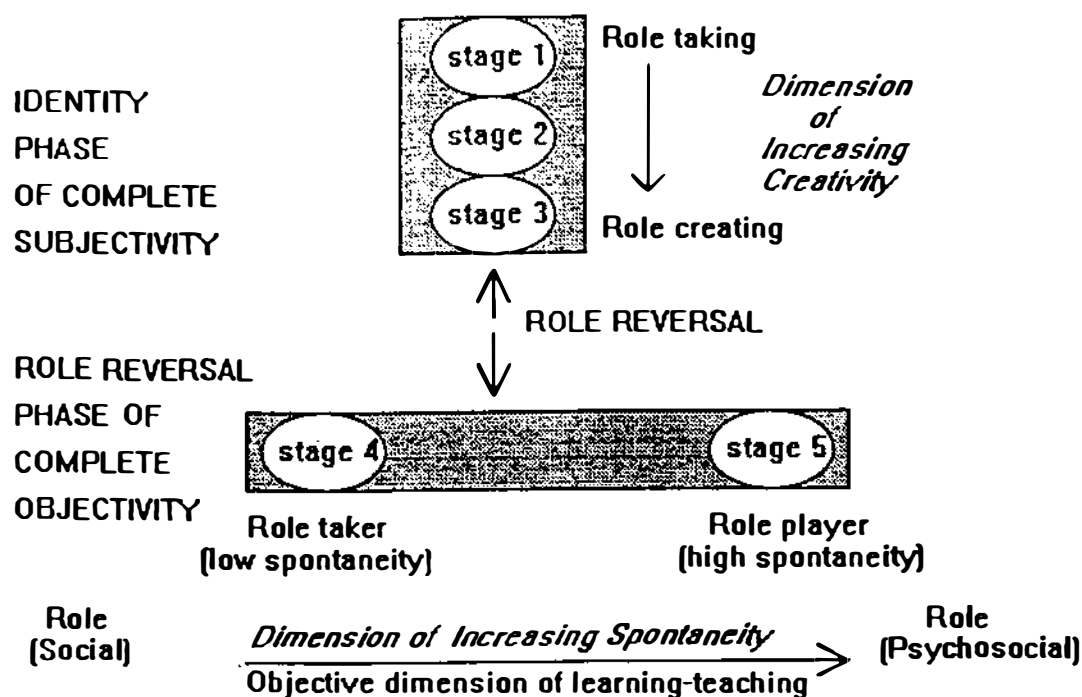 stage 1
stage 2
stage 3
Role taking
Role creating
Dimension
of
Increasing
Creativity
IDENTITY
PHASE
OF COMPLETE
SUBJECTIVITY
ROLE REVERSAL
ROLE REVERSAL
PHASE OF
COMPLETE
OBJECTIVITY
stage 4
stage 5
Role taker
(low spontaneity)
Role player
(high spontaneity)
Role
(Social)
Dimension of Increasing Spontaneity
Objective dimension of learning-teaching
Role
(Psychosocial)